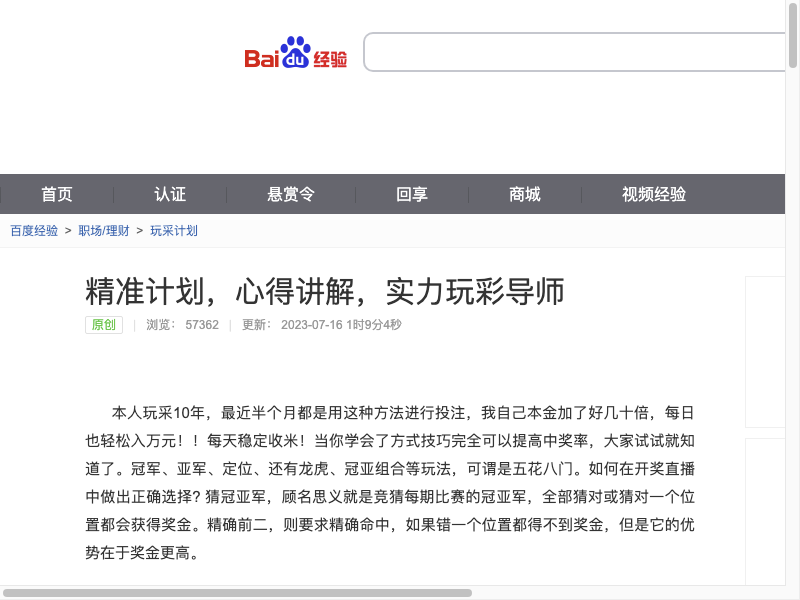 Bai du 经验
首页 认证 悬赏令 回享 商城 视频经验
百度经验 > 职场/理财 > 玩采计划
精准计划，心得讲解，实力玩彩导师
原创 | 浏览： 57362 | 更新： 2023-07-16 1时9分4秒
本人玩采10年，最近半个月都是用这种方法进行投注，我自己本金加了好几十倍，每日
也轻松入万元！！每天稳定收米！当你学会了方式技巧完全可以提高中奖率，大家试试就知
道了。冠军、亚军、定位、还有龙虎、冠亚组合等玩法，可谓是五花八门。如何在开奖直播
中做出正确选择? 猜冠亚军，顾名思义就是竞猜每期比赛的冠亚军，全部猜对或猜对一个位
置都会获得奖金。精确前二，则要求精确命中，如果错一个位置都得不到奖金，但是它的优
势在于奖金更高。